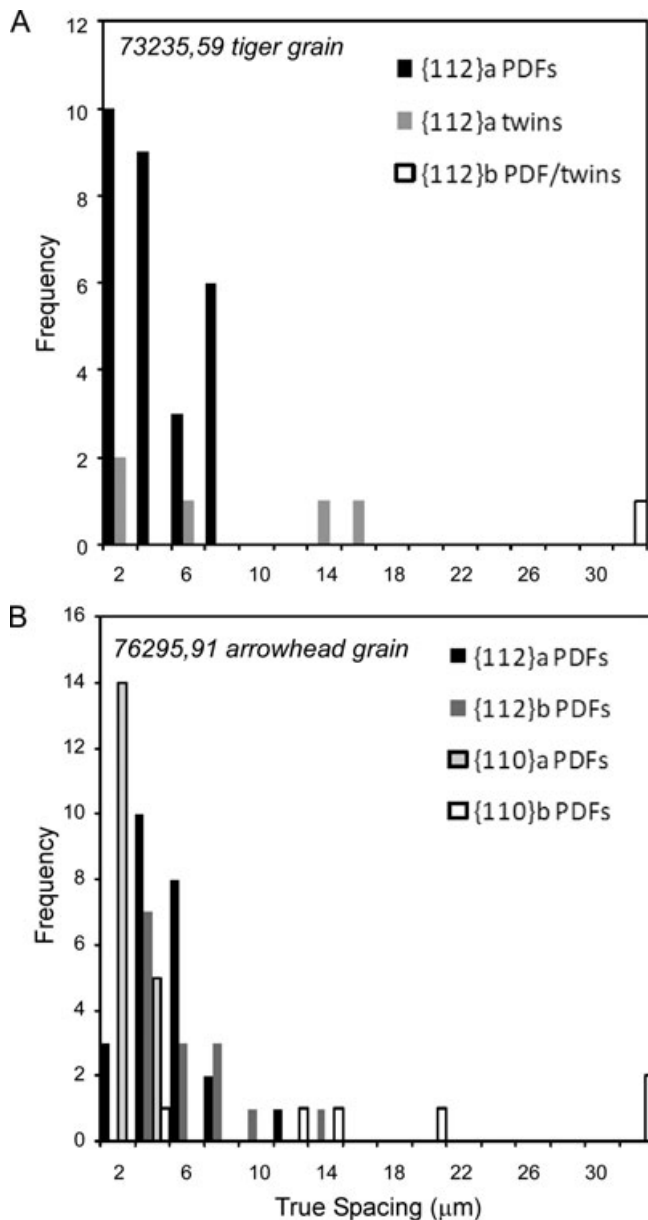 A
73235,59 tiger grain
{112}a PDFs
{112}a twins
{112}b PDF/twins
Frequency
12
10
8
6
4
2
0
2 6 10 14 18 22 26 30
B
76295,91 arrowhead grain
{112}a PDFs
{112}b PDFs
{110}a PDFs
{110}b PDFs
Frequency
16
14
12
10
8
6
4
2
0
2 6 10 14 18 22 26 30
True Spacing (μm)